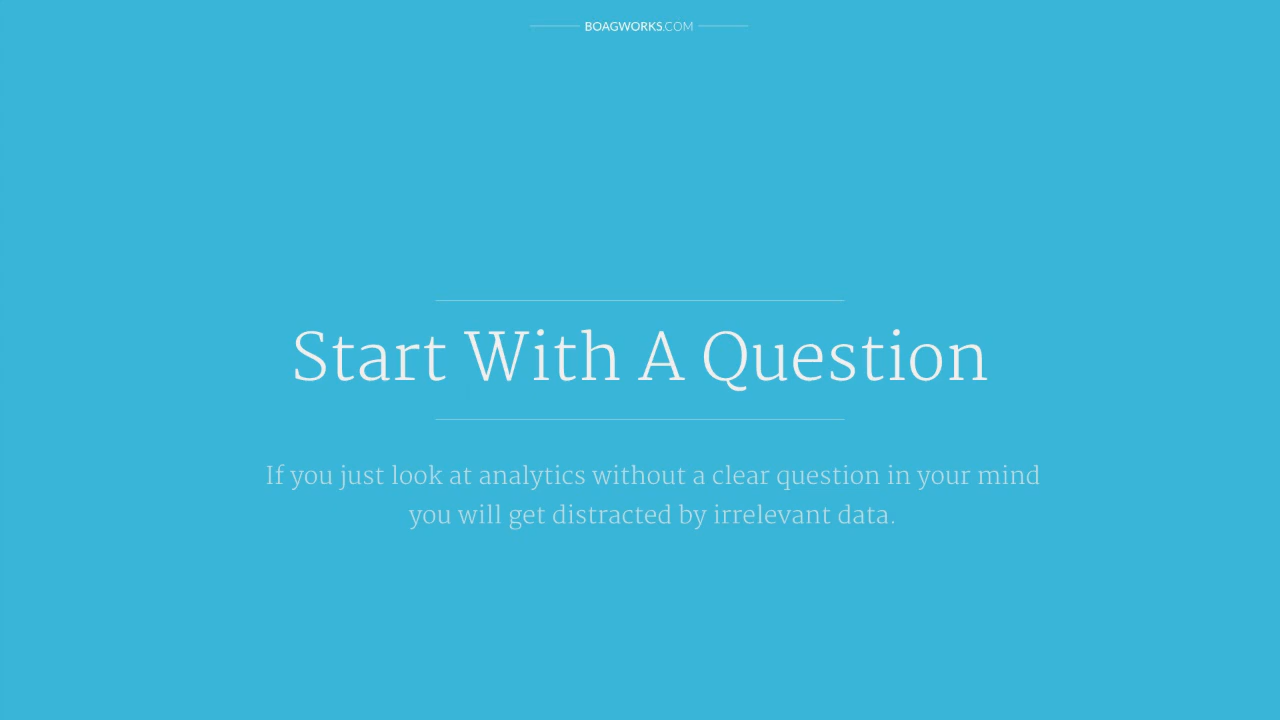 BOAGWORKS.COM
Start With A Question
If you just look at analytics without a clear question in your mind
you will get distracted by irrelevant data.